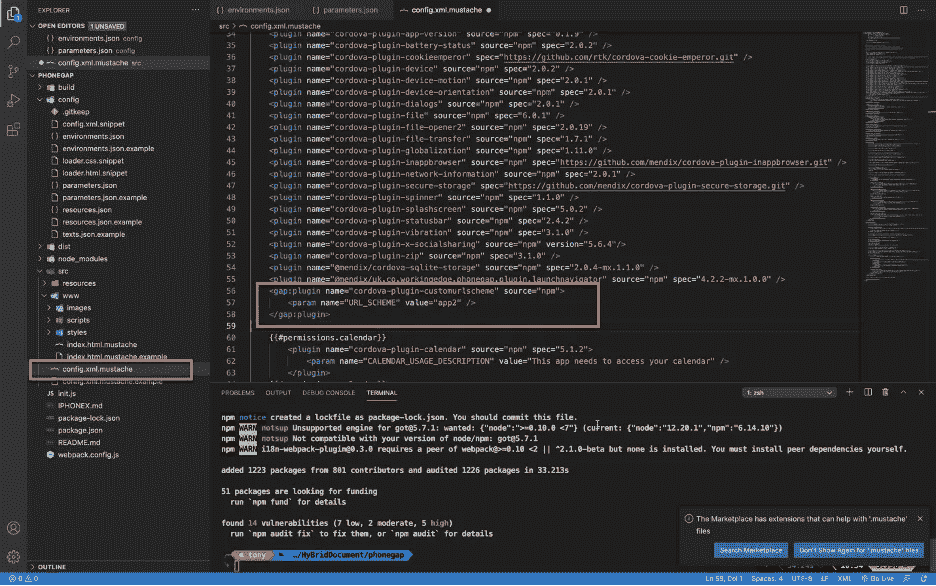 EXPLORER
OPEN EDITORS 1 UNSAVED
{} environments.json config
{} parameters.json config
config.xml.mustache src
PHONEGAP
build
config
.gitkeep
config.xml.snippet
{} environments.json
environments.json.example
loader.css.snippet
loader.html.snippet
{} parameters.json
parameters.json.example
{} resources.json
resources.json.example
texts.json.example
dist
node_modules
src
resources
www
images
scripts
styles
index.html.mustache
index.html.mustache.example
config.xml.mustache
config.xml.mustache.example
JS init.js
IPHONEX.md
package-lock.json
package.json
README.md
webpack.config.js
OUTLINE
{} environments.json
{} parameters.json
config.xml.mustache
src > config.xml.mustache
34 <plugin name="cordova-plugin-app-version" source="npm" spec="0.1.9" />
35 <plugin name="cordova-plugin-battery-status" source="npm" spec="2.0.2" />
36 <plugin name="cordova-plugin-cookieemperor" source="npm" spec="https://github.com/rtk/cordova-cookie-emperor.git" />
37 <plugin name="cordova-plugin-device" source="npm" spec="2.0.2" />
38 <plugin name="cordova-plugin-device-motion" source="npm" spec="2.0.1" />
39 <plugin name="cordova-plugin-device-orientation" source="npm" spec="2.0.1" />
40 <plugin name="cordova-plugin-dialogs" source="npm" spec="2.0.1" />
41 <plugin name="cordova-plugin-file" source="npm" spec="6.0.1" />
42 <plugin name="cordova-plugin-file-opener2" source="npm" spec="2.0.19" />
43 <plugin name="cordova-plugin-file-transfer" source="npm" spec="1.7.1" />
44 <plugin name="cordova-plugin-globalization" source="npm" spec="1.11.0" />
45 <plugin name="cordova-plugin-inappbrowser" source="npm" spec="https://github.com/mendix/cordova-plugin-inappbrowser.git" />
46 <plugin name="cordova-plugin-network-information" source="npm" spec="2.0.1" />
47 <plugin name="cordova-plugin-secure-storage" spec="https://github.com/mendix/cordova-plugin-secure-storage.git" />
48 <plugin name="cordova-plugin-spinner" source="npm" spec="1.1.0" />
49 <plugin name="cordova-plugin-splashscreen" source="npm" spec="5.0.2" />
50 <plugin name="cordova-plugin-statusbar" source="npm" spec="2.4.2" />
51 <plugin name="cordova-plugin-vibration" source="npm" spec="3.1.0" />
52 <plugin name="cordova-plugin-x-socialsharing" source="npm" version="5.6.4"/>
53 <plugin name="cordova-plugin-zip" source="npm" spec="3.1.0" />
54 <plugin name="@mendix/cordova-sqlite-storage" source="npm" spec="2.0.4-mx.1.1.0" />
55 <plugin name="@mendix/uk.co.workingedge.phonegap.plugin.launchnavigator" source="npm" spec="4.2.2-mx.1.0.0" />
56 <gap:plugin name="cordova-plugin-customurlscheme" source="npm">
57 <param name="URL_SCHEME" value="app2" />
58 </gap:plugin>
59
60 {{#permissions.calendar}}
61 <plugin name="cordova-plugin-calendar" source="npm" spec="5.1.2">
62 <param name="CALENDAR_USAGE_DESCRIPTION" value="This app needs to access your calendar" />
63 </plugin>
PROBLEMS OUTPUT DEBUG CONSOLE TERMINAL 1: zsh
npm notice created a lockfile as package-lock.json. You should commit this file.
npm WARN notsup Unsupported engine for got@5.7.1: wanted: {"node":">=0.10.0 <7"} (current: {"node":"12.20.1","npm":"6.14.10"})
npm WARN notsup Not compatible with your version of node/npm: got@5.7.1
npm WARN i18n-webpack-plugin@0.3.0 requires a peer of webpack@>=0.10 <2 || ^2.1.0-beta but none is installed. You must install peer dependencies yourself.
added 1223 packages from 801 contributors and audited 1226 packages in 33.213s
51 packages are looking for funding
run `npm fund` for details
found 14 vulnerabilities (7 low, 2 moderate, 5 high)
run `npm audit fix` to fix them, or `npm audit` for details
tony ../HyBridDocument/phonegap
The Marketplace has extensions that can help with '.mustache' files
Search Marketplace
Don't Show Again for '.mustache' files
0 0
Ln 59, Col 1 Spaces: 4 UTF-8 LF XML Go Live